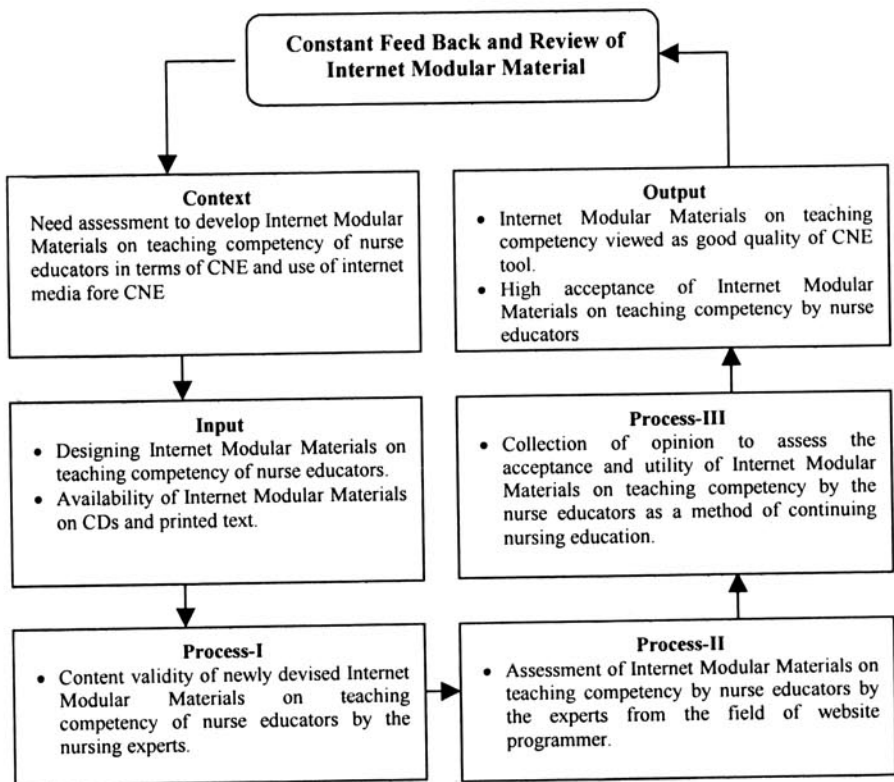 Constant Feed Back and Review of
Internet Modular Material
Context
Need assessment to develop Internet Modular
Materials on teaching competency of nurse
educators in terms of CNE and use of internet
media fore CNE
Input
• Designing Internet Modular Materials on
teaching competency of nurse educators.
• Availability of Internet Modular Materials
on CDs and printed text.
Process-I
• Content validity of newly devised Internet
Modular Materials on teaching
competency of nurse educators by the
nursing experts.
Process-II
• Assessment of Internet Modular Materials on
teaching competency by nurse educators by
the experts from the field of website
programmer.
Process-III
• Collection of opinion to assess the
acceptance and utility of Internet Modular
Materials on teaching competency by the
nurse educators as a method of continuing
nursing education.
Output
• Internet Modular Materials on teaching
competency viewed as good quality of CNE
tool.
• High acceptance of Internet Modular
Materials on teaching competency by nurse
educators